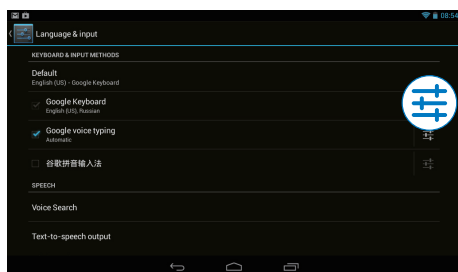 08:54
Language & input
KEYBOARD & INPUT METHODS
Default
English (US) - Google Keyboard
Google Keyboard
English (US), Russian
Google voice typing
Automatic
谷歌拼音输入法
SPEECH
Voice Search
Text-to-speech output